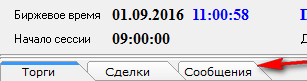 Биржевое время 01.09.2016 11:00:58
Начало сессии 09:00:00
Торги Сделки Сообщения